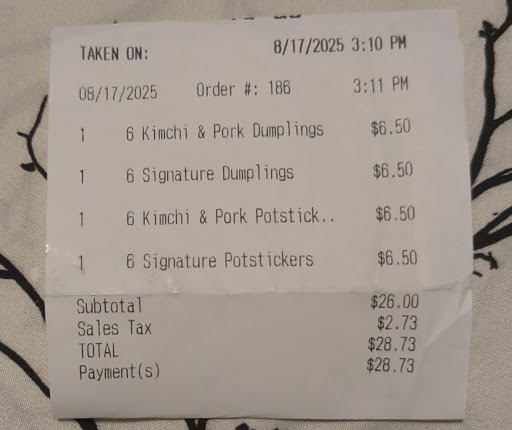 TAKEN ON: 8/17/2025 3:10 PM
08/17/2025 Order #: 186 3:11 PM
1 6 Kimchi & Pork Dumplings $6.50
1 6 Signature Dumplings $6.50
1 6 Kimchi & Pork Potstick.. $6.50
1 6 Signature Potstickers $6.50
Subtotal $26.00
Sales Tax $2.73
TOTAL $28.73
Payment(s) $28.73